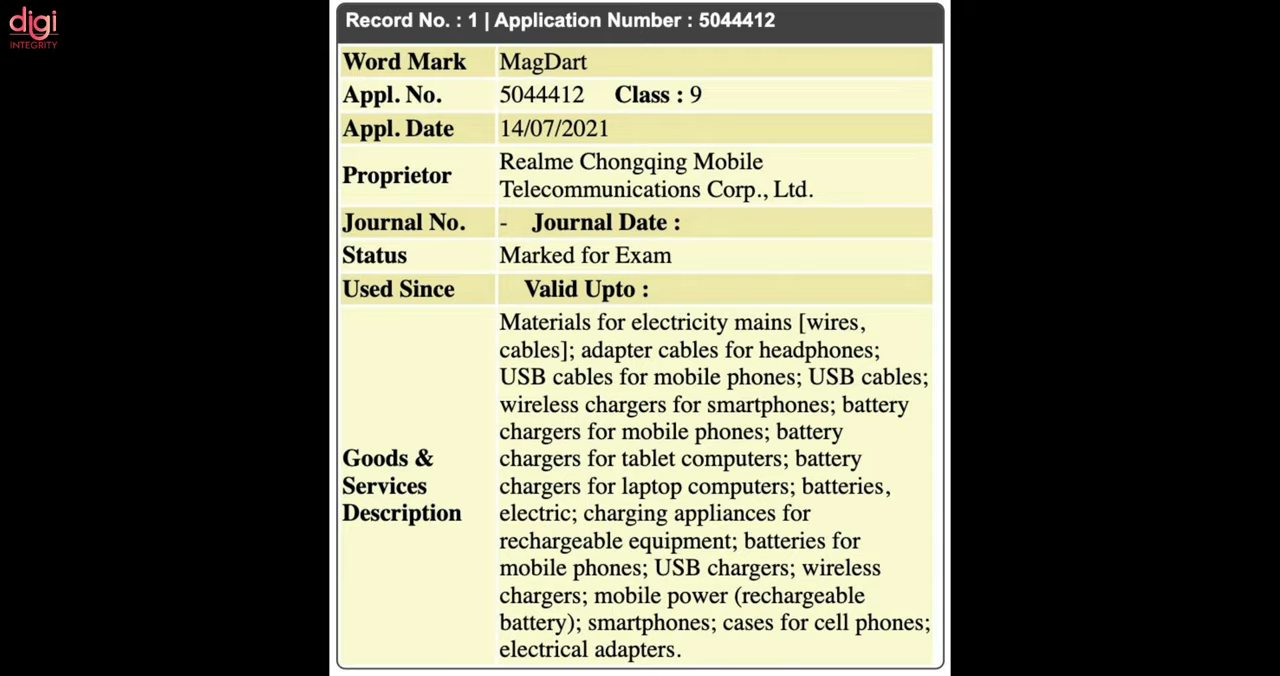 digi
INTEGRITY
Record No. : 1 | Application Number : 5044412
Word Mark MagDart
Appl. No. 5044412 Class : 9
Appl. Date 14/07/2021
Proprietor Realme Chongqing Mobile
Telecommunications Corp., Ltd.
Journal No. - Journal Date :
Status Marked for Exam
Used Since Valid Upto :
Goods &
Services
Description
Materials for electricity mains [wires,
cables]; adapter cables for headphones;
USB cables for mobile phones; USB cables;
wireless chargers for smartphones; battery
chargers for mobile phones; battery
chargers for tablet computers; battery
chargers for laptop computers; batteries,
electric; charging appliances for
rechargeable equipment; batteries for
mobile phones; USB chargers; wireless
chargers; mobile power (rechargeable
battery); smartphones; cases for cell phones;
electrical adapters.